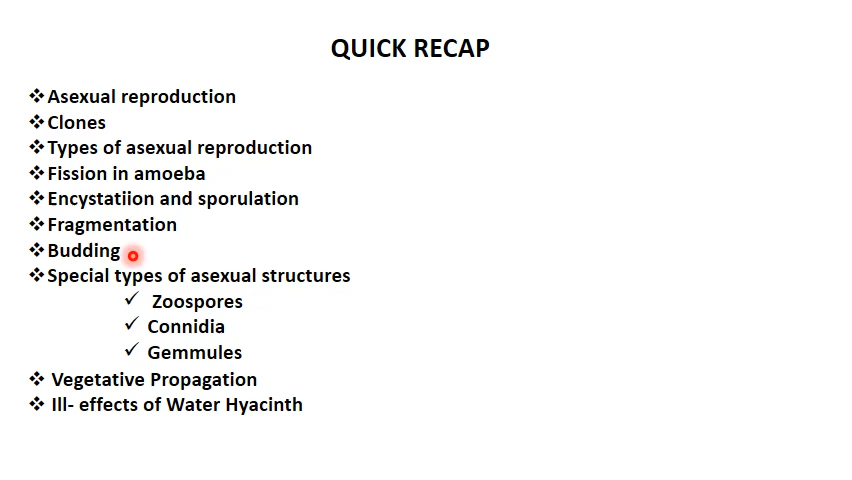 QUICK RECAP
❖Asexual reproduction
❖Clones
❖Types of asexual reproduction
❖Fission in amoeba
❖Encystatiion and sporulation
❖Fragmentation
❖Budding
❖Special types of asexual structures
✓ Zoospores
✓ Connidia
✓ Gemmules
❖ Vegetative Propagation
❖ Ill- effects of Water Hyacinth